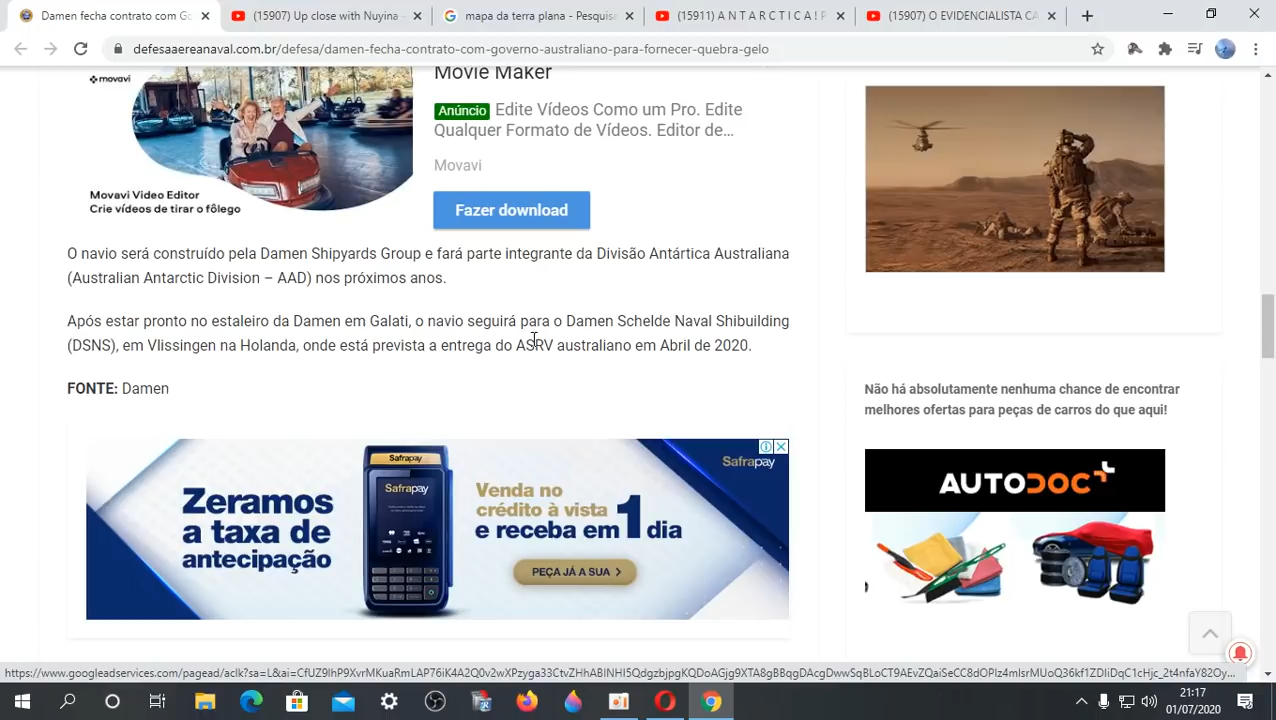 Damen fecha contrato com Go
(15907) Up close with Nuyina -
mapa da terra plana - Pesquisa
(15911) A N T A R C T I C A ! P
(15907) O EVIDENCIALISTA CA
defesaaereanaval.com.br/defesa/damen-fecha-contrato-com-governo-australiano-para-fornecer-quebra-gelo
movavi
Movavi Video Editor
Crie vídeos de tirar o fôlego
Movie Maker
Anúncio Edite Vídeos Como um Pro. Edite
Qualquer Formato de Vídeos. Editor de...
Movavi
Fazer download
O navio será construído pela Damen Shipyards Group e fará parte integrante da Divisão Antártica Australiana
(Australian Antarctic Division – AAD) nos próximos anos.
Após estar pronto no estaleiro da Damen em Galati, o navio seguirá para o Damen Schelde Naval Shibuilding
(DSNS), em Vlissingen na Holanda, onde está prevista a entrega do ASRV australiano em Abril de 2020.
FONTE: Damen
Zeramos
a taxa de
antecipação
Safrapay
Safrapay
Venda no
crédito à vista
e receba em 1 dia
PEÇA JÁ A SUA >
Safrapay
Não há absolutamente nenhuma chance de encontrar
melhores ofertas para peças de carros do que aqui!
AUTODOC
21:17
01/07/2020